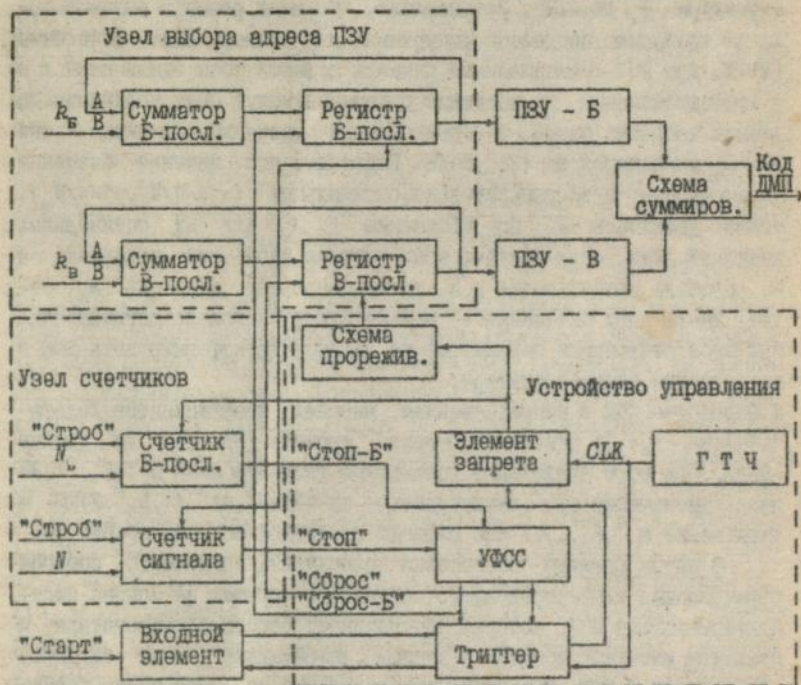 Узел выбора адреса ПЗУ
k_Б
A
B
Сумматор
Б-посл.
Регистр
Б-посл.
ПЗУ - Б
Код
ДМП
Схема
суммиров.
k_в
A
B
Сумматор
В-посл.
Регистр
В-посл.
ПЗУ - В
Схема
прорежив.
Узел счетчиков
Устройство управления
"Строб"
N
Счетчик
Б-посл.
"Стоп-Б"
Элемент
запрета
CLK
Г Т Ч
"Строб"
N
Счетчик
сигнала
"Стоп"
УФСС
"Сброс"
"Сброс-Б"
"Старт"
Входной
элемент
Триггер